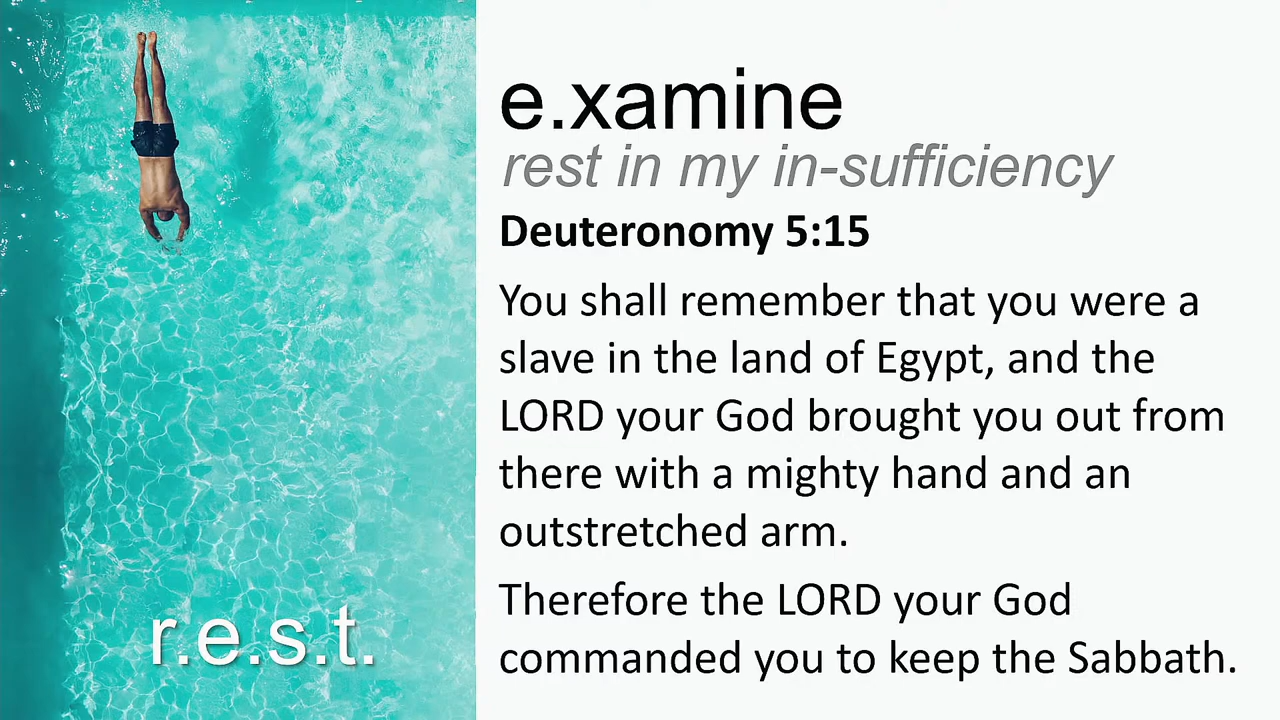 e.xamine
rest in my in-sufficiency
Deuteronomy 5:15
You shall remember that you were a
slave in the land of Egypt, and the
LORD your God brought you out from
there with a mighty hand and an
outstretched arm.
Therefore the LORD your God
commanded you to keep the Sabbath.
r.e.s.t.